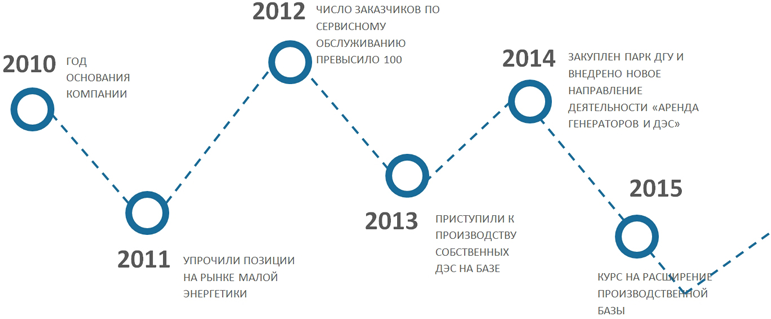 2010
ГОД
ОСНОВАНИЯ
КОМПАНИИ
2011
УПРОЧИЛИ ПОЗИЦИИ
НА РЫНКЕ МАЛОЙ
ЭНЕРГЕТИКИ
2012
ЧИСЛО ЗАКАЗЧИКОВ ПО
СЕРВИСНОМУ
ОБСЛУЖИВАНИЮ
ПРЕВЫСИЛО 100
2013
ПРИСТУПИЛИ К
ПРОИЗВОДСТВУ
СОБСТВЕННЫХ
ДЭС НА БАЗЕ
2014
ЗАКУПЛЕН ПАРК ДГУ И
ВНЕДРЕНО НОВОЕ
НАПРАВЛЕНИЕ
ДЕЯТЕЛЬНОСТИ «АРЕНДА
ГЕНЕРАТОРОВ И ДЭС»
2015
КУРС НА РАСШИРЕНИЕ
ПРОИЗВОДСТВЕННОЙ
БАЗЫ